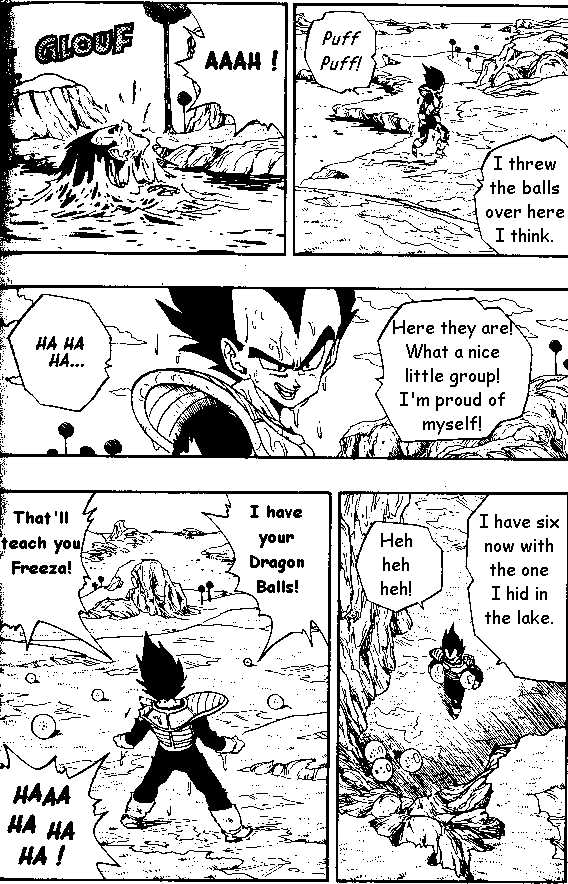 GLOUF
AAAH !
Puff
Puff!
I threw
the balls
over here
I think.
HA HA
HA...
Here they are!
What a nice
little group!
I'm proud of
myself!
That'll
teach you
Freeza!
I have
your
Dragon
Balls!
HAAA
HA HA
HA !
Heh
heh
heh!
I have six
now with
the one
I hid in
the lake.